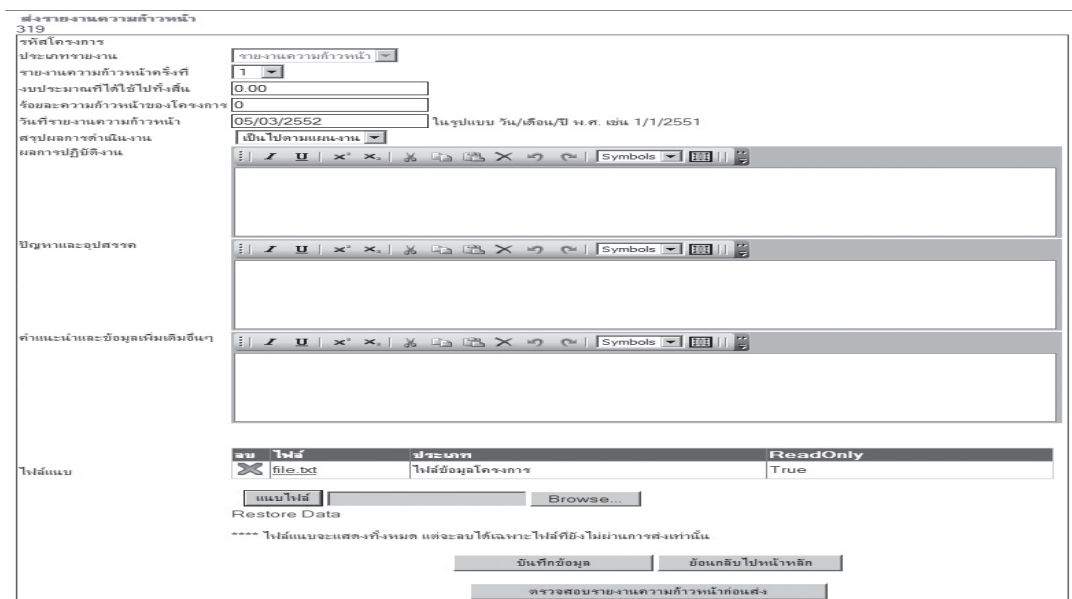 ส่งรายงานความก้าวหน้า
319
รหัสโครงการ
ประเภทรายงาน รายงานความก้าวหน้า
รายงานความก้าวหน้าครั้งที่ 1
งบประมาณที่ได้ใช้ไปทั้งสิ้น 0.00
ร้อยละความก้าวหน้าของโครงการ 0
วันที่รายงานความก้าวหน้า 05/03/2552 ในรูปแบบ วัน/เดือน/ปี พ.ศ. เช่น 1/1/2551
สรุปผลการดำเนินงาน เป็นไปตามแผนงาน
ผลการปฏิบัติงาน I U x² x₂ Symbols
ปัญหาและอุปสรรค I U x² x₂ Symbols
คำแนะนำและข้อมูลเพิ่มเติมอื่นๆ I U x² x₂ Symbols
ลบ ไฟล์ ประเภท ReadOnly
ไฟล์แนบ file.txt ไฟล์ข้อมูลโครงการ True
แนบไฟล์ Browse...
Restore Data
**** ไฟล์แนบจะแสดงทั้งหมด แต่จะลบได้เฉพาะไฟล์ที่ยังไม่ผ่านการส่งเท่านั้น
บันทึกข้อมูล ย้อนกลับไปหน้าหลัก
ตรวจสอบรายงานความก้าวหน้าก่อนส่ง